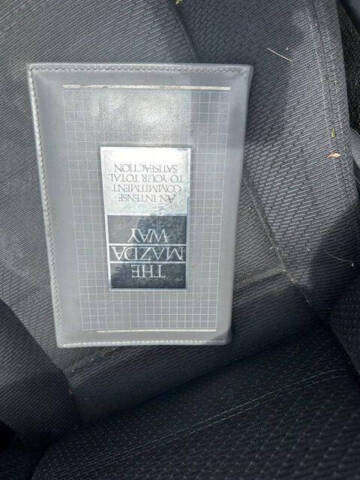 THE
MAZDA
WAY
AN INTENSE
COMMITMENT
TO YOUR TOTAL
SATISFACTION